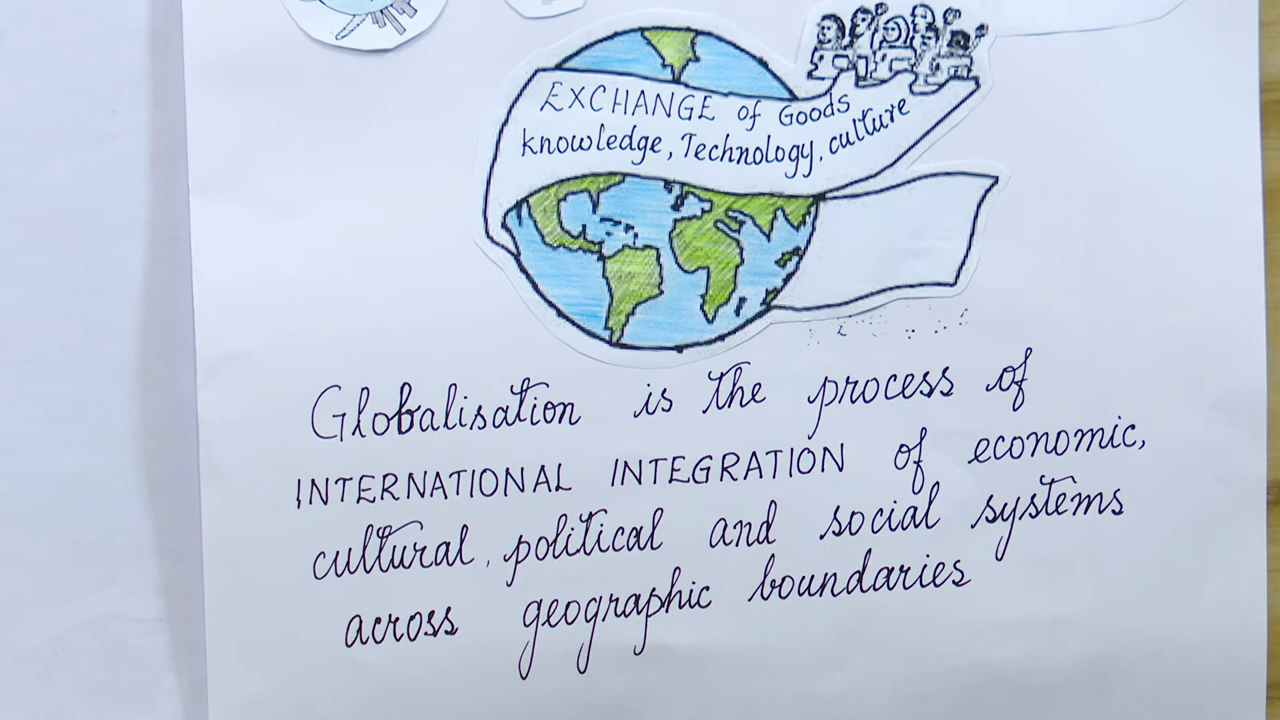 EXCHANGE of Goods
knowledge, Technology, culture
Globalisation is the process of
INTERNATIONAL INTEGRATION of economic,
cultural, political and social systems
across geographic boundaries